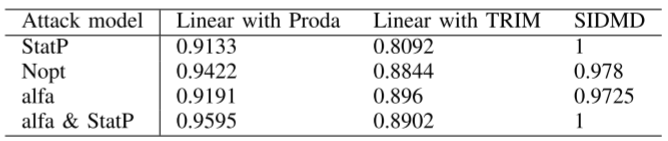 Attack model Linear with Proda Linear with TRIM SIDMD
StatP 0.9133 0.8092 1
Nopt 0.9422 0.8844 0.978
alfa 0.9191 0.896 0.9725
alfa & StatP 0.9595 0.8902 1